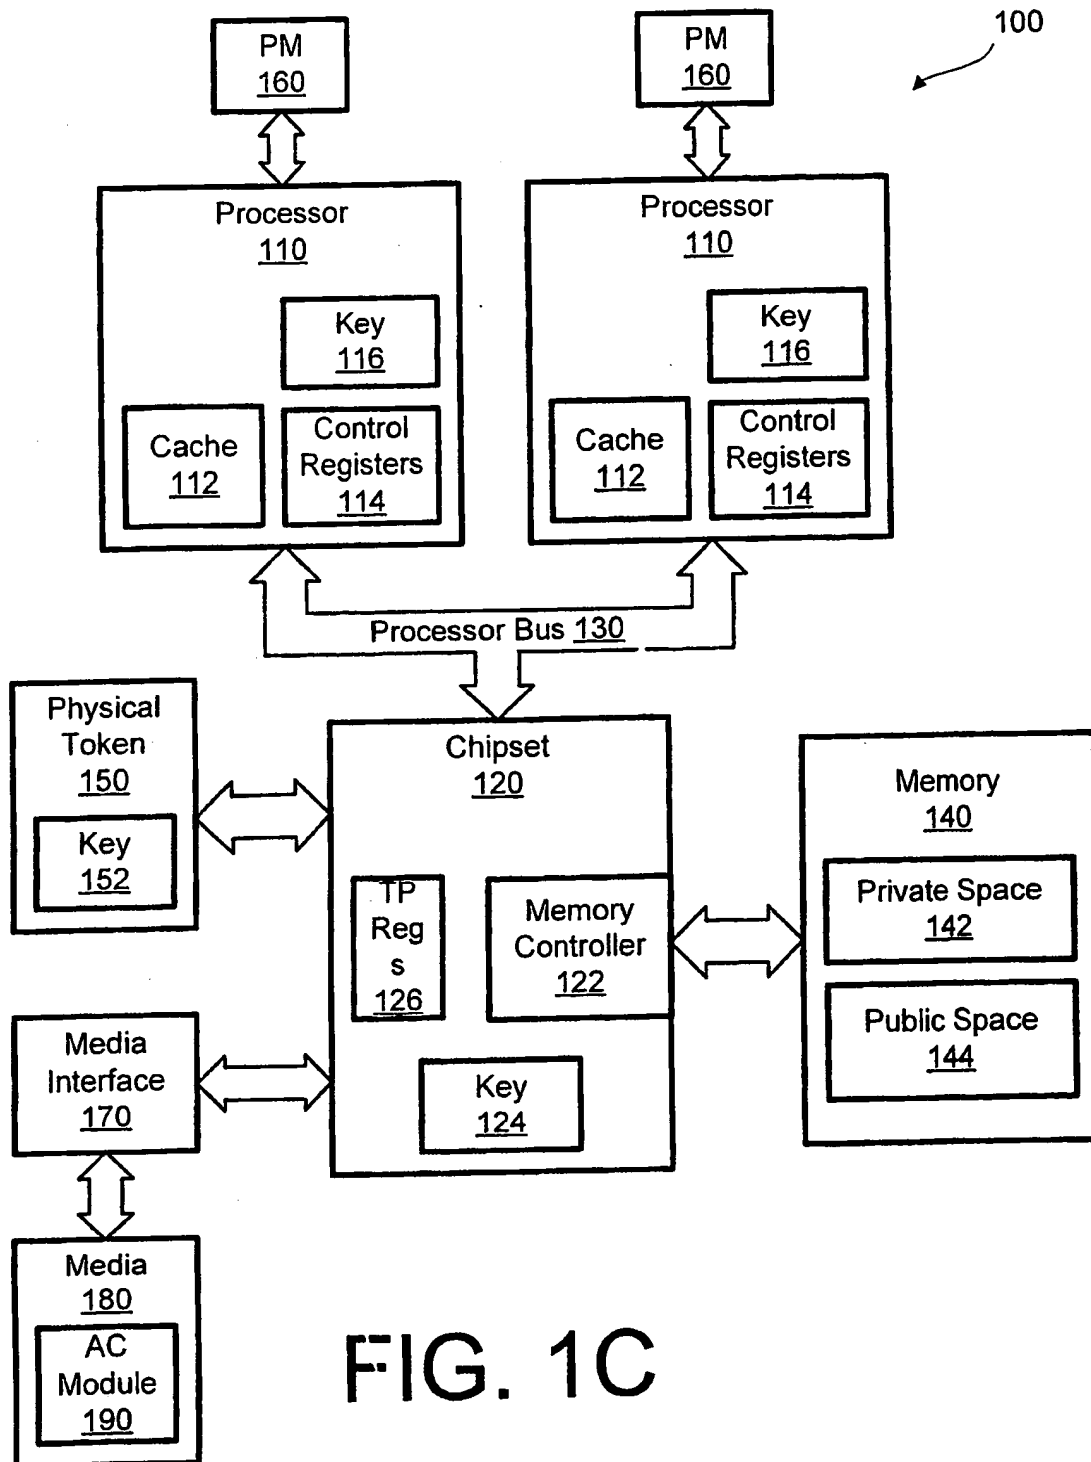 100
PM
160
PM
160
Processor
110
Key
116
Cache
112
Control
Registers
114
Processor
110
Key
116
Cache
112
Control
Registers
114
Processor Bus 130
Physical
Token
150
Key
152
Chipset
120
TP
Reg
s
126
Memory
Controller
122
Key
124
Memory
140
Private Space
142
Public Space
144
Media
Interface
170
Media
180
AC
Module
190
FIG. 1C